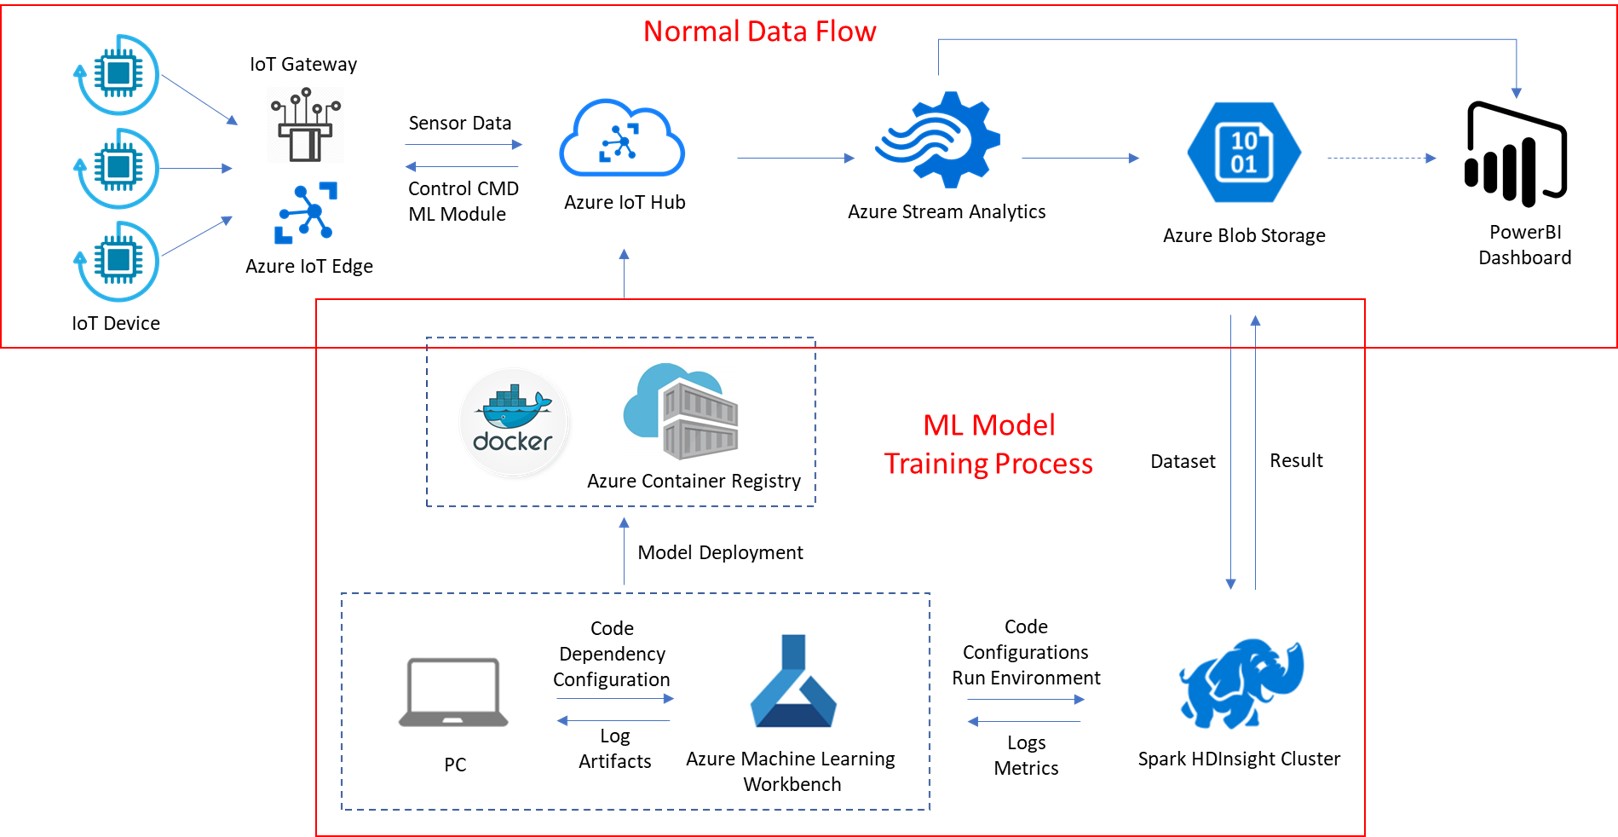 Normal Data Flow
IoT Gateway
Sensor Data
Control CMD
ML Module
Azure IoT Hub
Azure Stream Analytics
10
01
Azure Blob Storage
PowerBI
Dashboard
Azure IoT Edge
IoT Device
docker
Azure Container Registry
ML Model
Training Process
Dataset
Result
Model Deployment
Code
Dependency
Configuration
Log
Artifacts
PC
Azure Machine Learning
Workbench
Code
Configurations
Run Environment
Logs
Metrics
Spark HDInsight Cluster